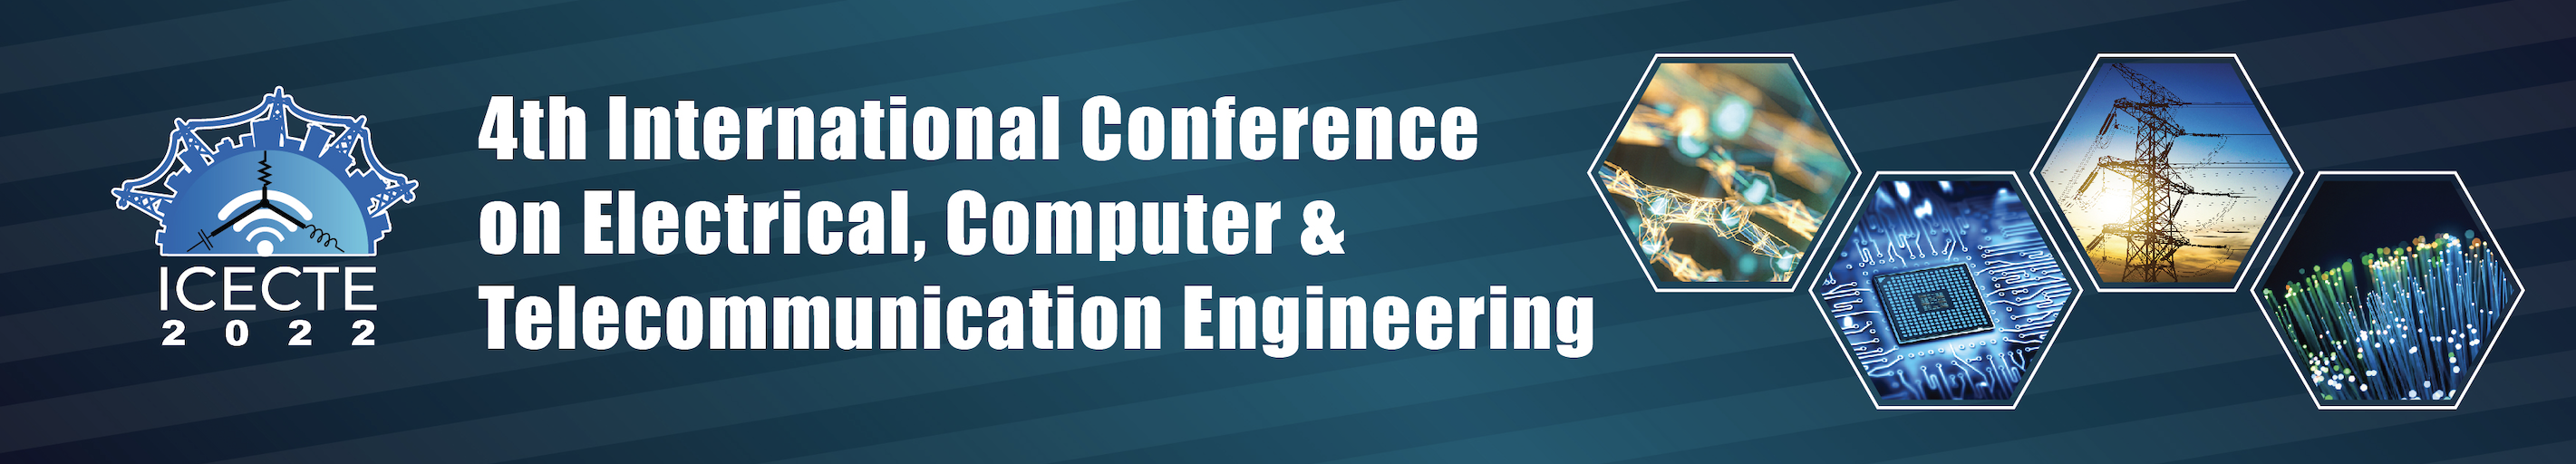 ICECTE
2022
4th International Conference
on Electrical, Computer &
Telecommunication Engineering